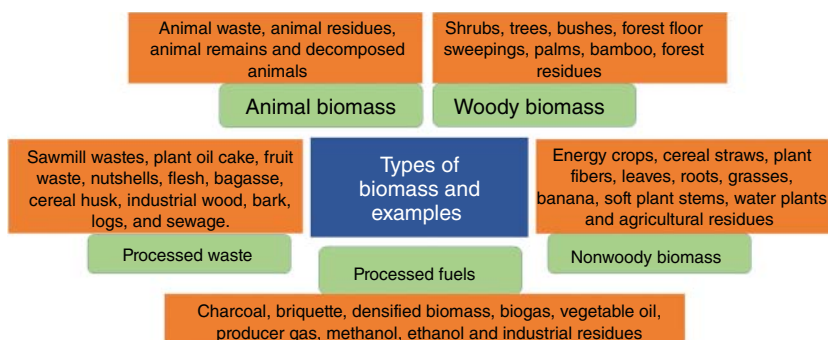 Animal waste, animal residues,
animal remains and decomposed
animals
Animal biomass
Shrubs, trees, bushes, forest floor
sweepings, palms, bamboo, forest
residues
Woody biomass
Sawmill wastes, plant oil cake, fruit
waste, nutshells, flesh, bagasse,
cereal husk, industrial wood, bark,
logs, and sewage.
Processed waste
Types of
biomass and
examples
Energy crops, cereal straws, plant
fibers, leaves, roots, grasses,
banana, soft plant stems, water plants
and agricultural residues
Nonwoody biomass
Processed fuels
Charcoal, briquette, densified biomass, biogas, vegetable oil,
producer gas, methanol, ethanol and industrial residues